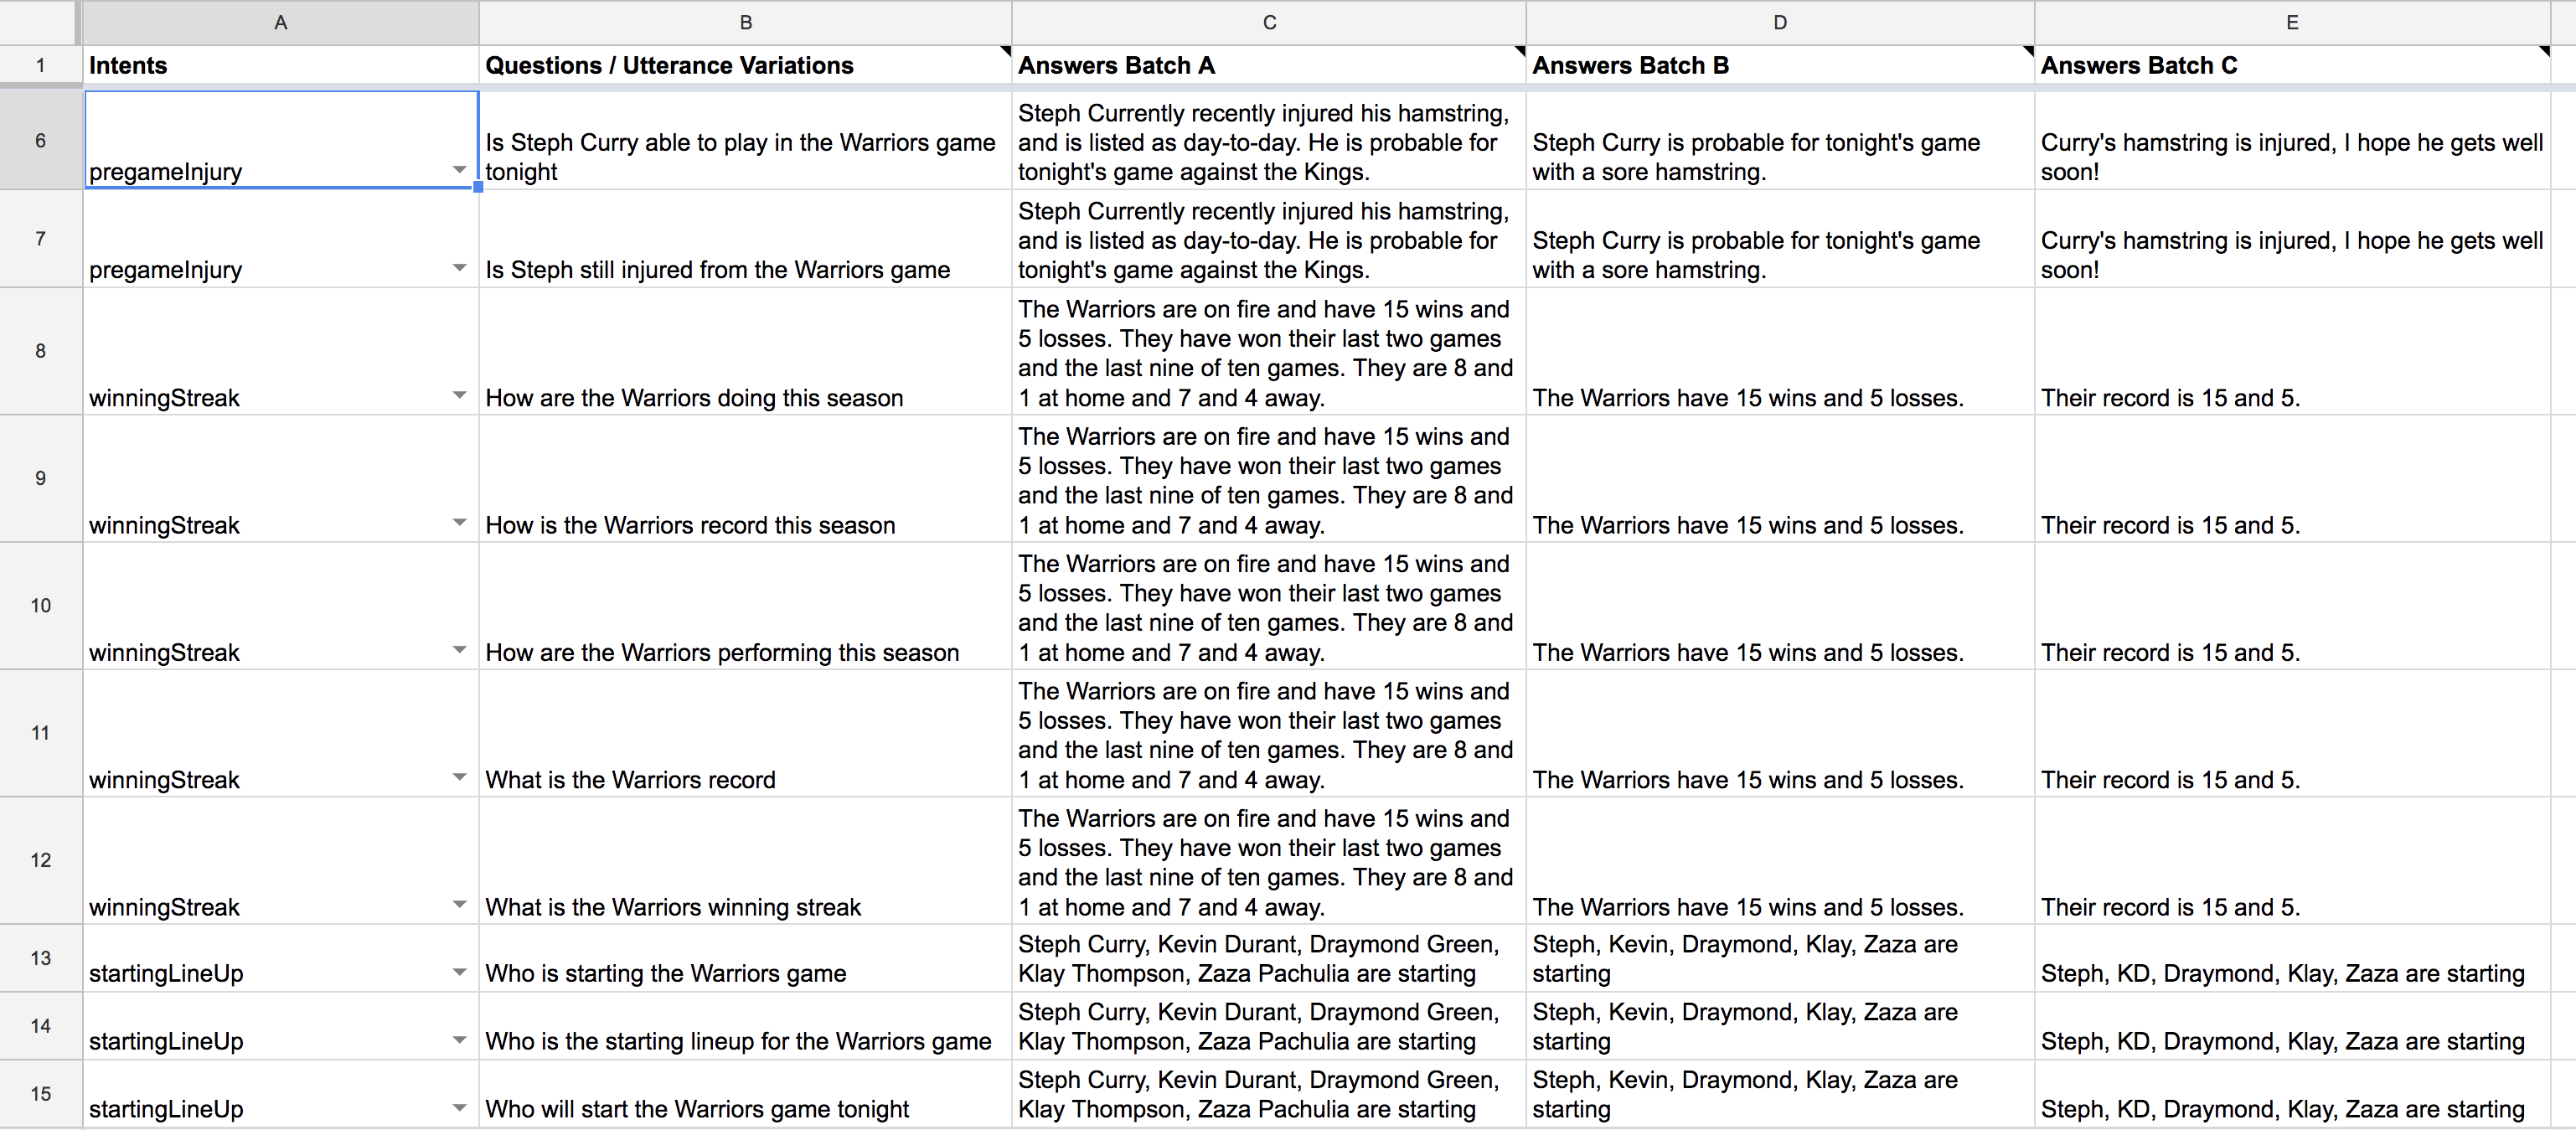 A B C D E
1 Intents Questions / Utterance Variations Answers Batch A Answers Batch B Answers Batch C
6
pregameInjury
Is Steph Curry able to play in the Warriors game
tonight
Steph Currently recently injured his hamstring,
and is listed as day-to-day. He is probable for
tonight's game against the Kings.
Steph Curry is probable for tonight's game
with a sore hamstring.
Curry's hamstring is injured, I hope he gets well
soon!
7
pregameInjury
Is Steph still injured from the Warriors game
Steph Currently recently injured his hamstring,
and is listed as day-to-day. He is probable for
tonight's game against the Kings.
Steph Curry is probable for tonight's game
with a sore hamstring.
Curry's hamstring is injured, I hope he gets well
soon!
8
winningStreak
How are the Warriors doing this season
The Warriors are on fire and have 15 wins and
5 losses. They have won their last two games
and the last nine of ten games. They are 8 and
1 at home and 7 and 4 away.
The Warriors have 15 wins and 5 losses.
Their record is 15 and 5.
9
winningStreak
How is the Warriors record this season
The Warriors are on fire and have 15 wins and
5 losses. They have won their last two games
and the last nine of ten games. They are 8 and
1 at home and 7 and 4 away.
The Warriors have 15 wins and 5 losses.
Their record is 15 and 5.
10
winningStreak
How are the Warriors performing this season
The Warriors are on fire and have 15 wins and
5 losses. They have won their last two games
and the last nine of ten games. They are 8 and
1 at home and 7 and 4 away.
The Warriors have 15 wins and 5 losses.
Their record is 15 and 5.
11
winningStreak
What is the Warriors record
The Warriors are on fire and have 15 wins and
5 losses. They have won their last two games
and the last nine of ten games. They are 8 and
1 at home and 7 and 4 away.
The Warriors have 15 wins and 5 losses.
Their record is 15 and 5.
12
winningStreak
What is the Warriors winning streak
The Warriors are on fire and have 15 wins and
5 losses. They have won their last two games
and the last nine of ten games. They are 8 and
1 at home and 7 and 4 away.
The Warriors have 15 wins and 5 losses.
Their record is 15 and 5.
13
startingLineUp
Who is starting the Warriors game
Steph Curry, Kevin Durant, Draymond Green,
Klay Thompson, Zaza Pachulia are starting
Steph, Kevin, Draymond, Klay, Zaza are
starting
Steph, KD, Draymond, Klay, Zaza are starting
14
startingLineUp
Who is the starting lineup for the Warriors game
Steph Curry, Kevin Durant, Draymond Green,
Klay Thompson, Zaza Pachulia are starting
Steph, Kevin, Draymond, Klay, Zaza are
starting
Steph, KD, Draymond, Klay, Zaza are starting
15
startingLineUp
Who will start the Warriors game tonight
Steph Curry, Kevin Durant, Draymond Green,
Klay Thompson, Zaza Pachulia are starting
Steph, Kevin, Draymond, Klay, Zaza are
starting
Steph, KD, Draymond, Klay, Zaza are starting